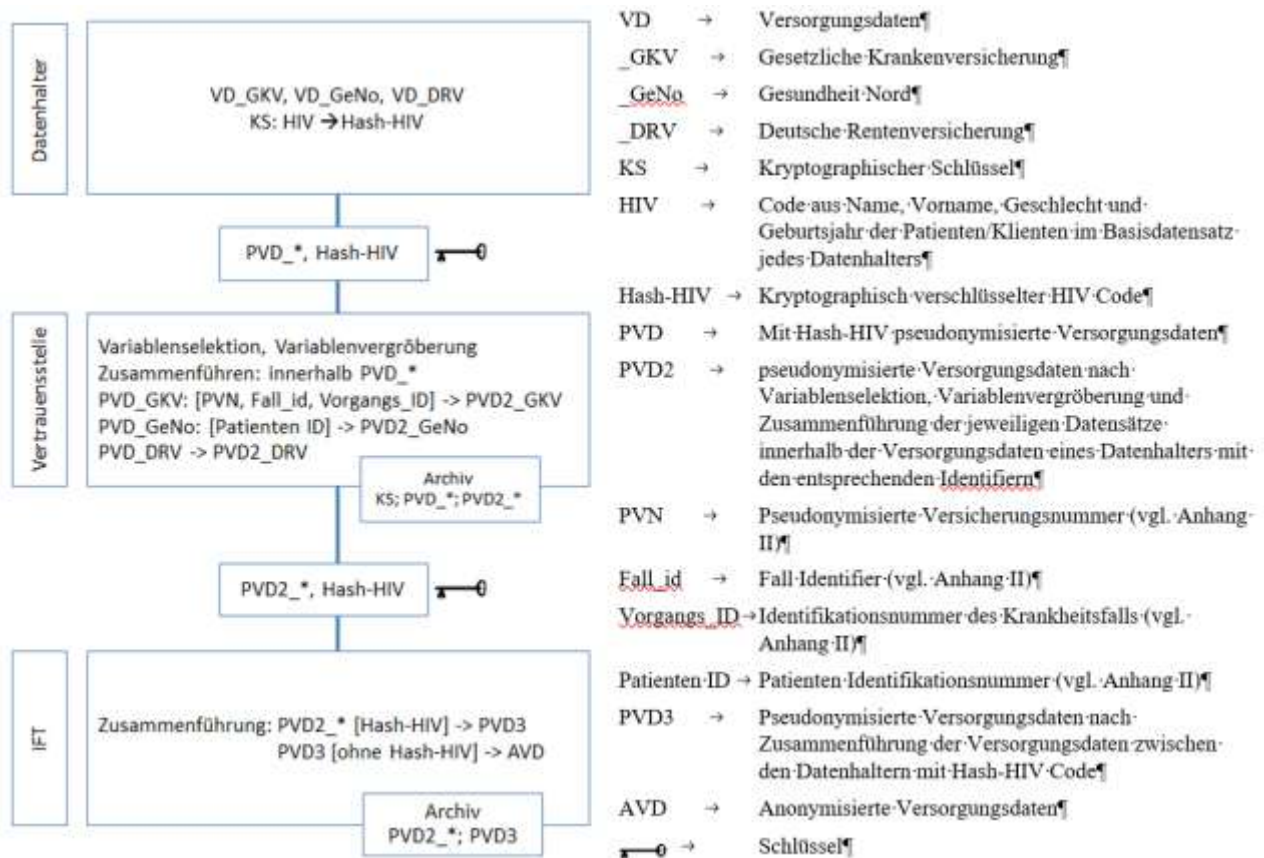 Datenhalter
VD_GKV, VD_GeNo, VD_DRV
KS: HIV →Hash-HIV
PVD_*, Hash-HIV
Vertrauensstelle
Variablenselektion, Variablenvergröberung
Zusammenführen: innerhalb PVD_*
PVD_GKV: [PVN, Fall_id, Vorgangs_ID] -> PVD2_GKV
PVD_GeNo: [Patienten ID] -> PVD2_GeNo
PVD_DRV -> PVD2_DRV
Archiv
KS; PVD_*; PVD2_*
PVD2_*, Hash-HIV
IFT
Zusammenführung: PVD2_* [Hash-HIV] -> PVD3
PVD3 [ohne Hash-HIV] -> AVD
Archiv
PVD2_*; PVD3
VD → Versorgungsdaten¶
_GKV → Gesetzliche·Krankenversicherung¶
_GeNo → Gesundheit·Nord¶
_DRV → Deutsche·Rentenversicherung¶
KS → Kryptographischer·Schlüssel¶
HIV → Code·aus·Name,·Vorname,·Geschlecht·und·
Geburtsjahr·der·Patienten/Klienten·im·Basisdatensatz·
jedes·Datenhalters¶
Hash-HIV → Kryptographisch·verschlüsselter·HIV·Code¶
PVD → Mit·Hash-HIV·pseudonymisierte·Versorgungsdaten¶
PVD2 → pseudonymisierte·Versorgungsdaten·nach·
Variablenselektion,·Variablenvergröberung·und·
Zusammenführung·der·jeweiligen·Datensätze·
innerhalb·der·Versorgungsdaten·eines·Datenhalters·mit·
den·entsprechenden·Identifiern¶
PVN → Pseudonymisierte·Versicherungsnummer·(vgl.·Anhang·
II)¶
Fall_id → Fall·Identifier·(vgl.·Anhang·II)¶
Vorgangs_ID → Identifikationsnummer·des·Krankheitsfalls·(vgl.·
Anhang·II)¶
Patienten·ID → Patienten·Identifikationsnummer·(vgl.·Anhang·II)¶
PVD3 → Pseudonymisierte·Versorgungsdaten·nach·
Zusammenführung·der·Versorgungsdaten·zwischen·
den·Datenhaltern·mit·Hash-HIV·Code¶
AVD → Anonymisierte·Versorgungsdaten¶
→ Schlüssel¶